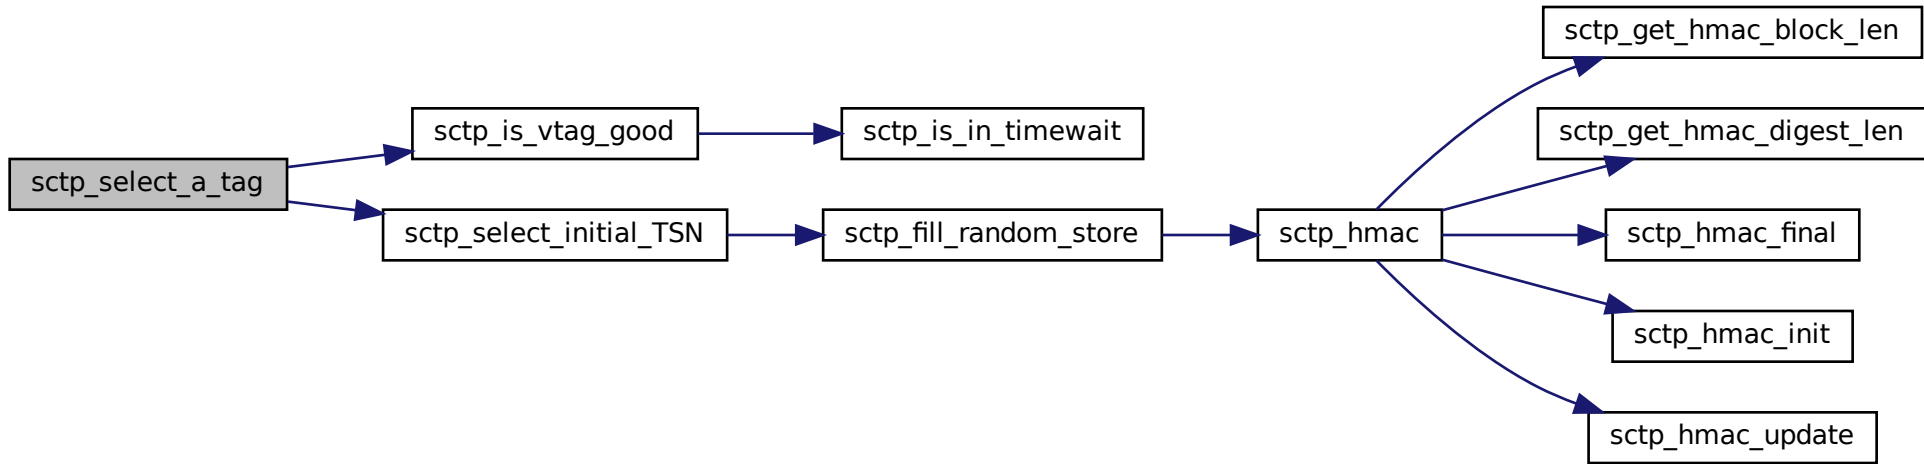 sctp_select_a_tag
sctp_is_vtag_good
sctp_select_initial_TSN
sctp_is_in_timewait
sctp_fill_random_store
sctp_hmac
sctp_get_hmac_block_len
sctp_get_hmac_digest_len
sctp_hmac_final
sctp_hmac_init
sctp_hmac_update